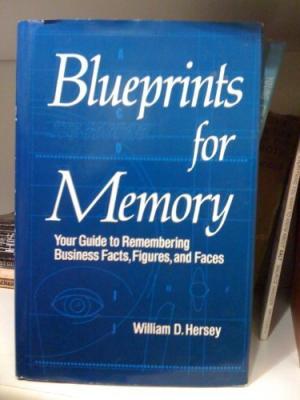 Blueprints
for
Memory
Your Guide to Remembering
Business Facts, Figures, and Faces
William D. Hersey